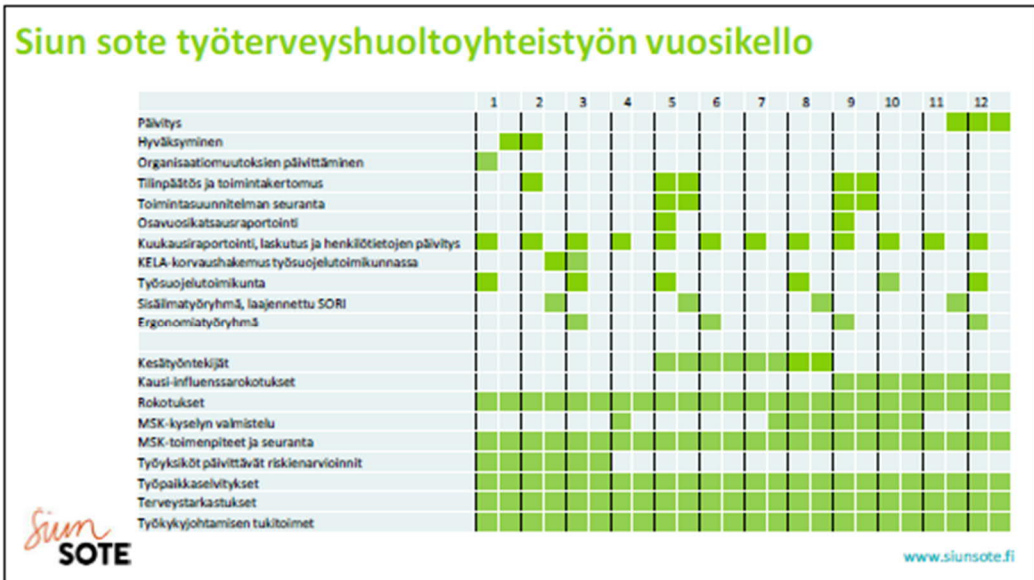 Siun sote työterveyshuoltoyhteistyön vuosikello
1 2 3 4 5 6 7 8 9 10 11 12
Päivitys
Hyväksyminen
Organisaatiomuutoksien päivittäminen
Tilinpäätös ja toimintakertomus
Toimintasuunnitelman seuranta
Osavuosikatsausraportointi
Kuukausiraportointi, laskutus ja henkilötietojen päivitys
KELA-korvaushakemus työsuojelutoimikunnassa
Työsuojelutoimikunta
Sisäilmatyöryhmä, laajennettu SORI
Ergonomiatyöryhmä
Kesätyöntekijät
Kausi-influenssarokotukset
Rokotukset
MSK-kyselyn valmistelu
MSK-toimenpiteet ja seuranta
Työyksiköt päivittävät riskienarvioinnit
Työpaikkaselvitykset
Terveystarkastukset
Työkykyjohtamisen tukitoimet
Siun
SOTE
www.siunsote.fi